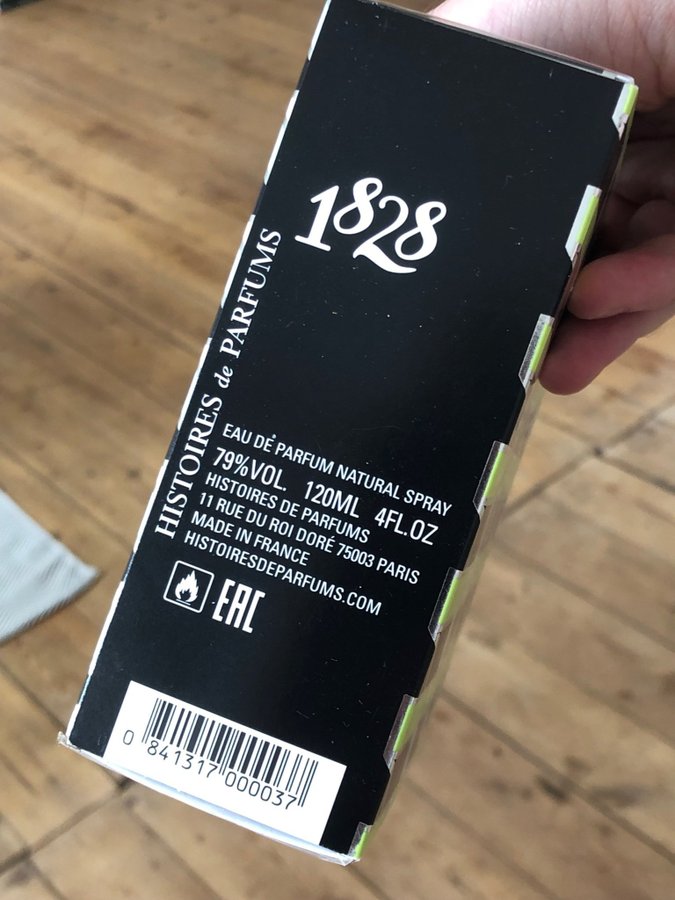 1828
HISTOIRES de PARFUMS
EAU DE PARFUM NATURAL SPRAY
79%VOL. 120ML 4FL.OZ
HISTOIRES DE PARFUMS
11 RUE DU ROI DORÉ 75003 PARIS
MADE IN FRANCE
HISTOIRESDEPARFUMS.COM
EAC
0 841317 000037